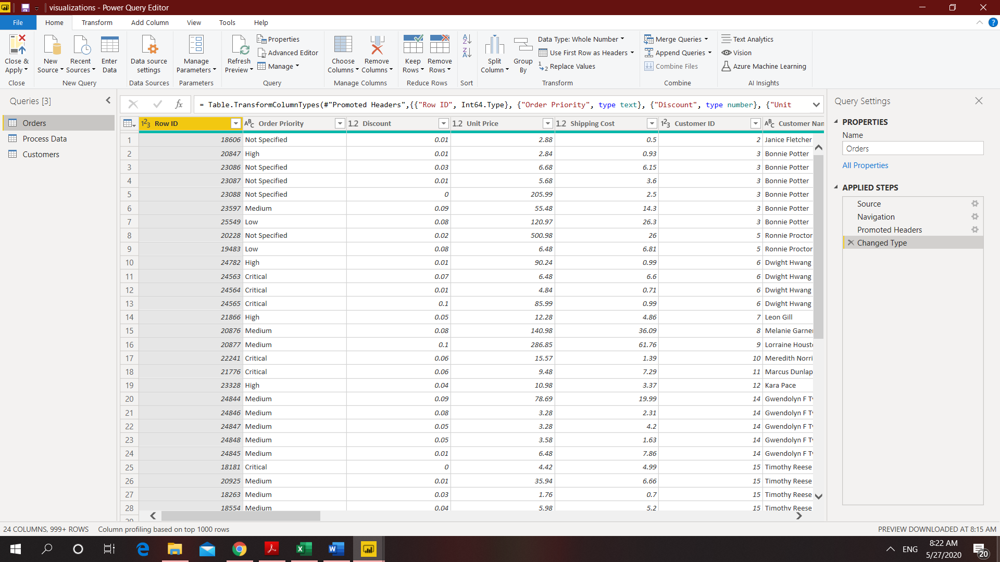 visualizations - Power Query Editor
File Home Transform Add Column View Tools Help
Close & Apply
New Source
Recent Sources
Enter Data
Data source settings
Manage Parameters
Refresh Preview
Properties
Advanced Editor
Manage
Choose Columns
Remove Columns
Keep Rows
Remove Rows
Split Column
Group By
Data Type: Whole Number
Use First Row as Headers
Replace Values
Merge Queries
Append Queries
Combine Files
Text Analytics
Vision
Azure Machine Learning
Close New Query Data Sources Parameters Query Manage Columns Reduce Rows Sort Transform Combine AI Insights
Queries [3]
Orders
Process Data
Customers
fx = Table.TransformColumnTypes(#"Promoted Headers",{{"Row ID", Int64.Type}, {"Order Priority", type text}, {"Discount", type number}, {"Unit
Row ID Order Priority 1.2 Discount 1.2 Unit Price 1.2 Shipping Cost Customer ID Customer Nam
1 18606 Not Specified 0.01 2.88 0.5 2 Janice Fletcher
2 20847 High 0.01 2.84 0.93 3 Bonnie Potter
3 23086 Not Specified 0.03 6.68 6.15 3 Bonnie Potter
4 23087 Not Specified 0.01 5.68 3.6 3 Bonnie Potter
5 23088 Not Specified 0 205.99 2.5 3 Bonnie Potter
6 23597 Medium 0.09 55.48 14.3 3 Bonnie Potter
7 25549 Low 0.08 120.97 26.3 3 Bonnie Potter
8 20228 Not Specified 0.02 500.98 26 5 Ronnie Proctor
9 19483 Low 0.08 6.48 6.81 5 Ronnie Proctor
10 24782 High 0.01 90.24 0.99 6 Dwight Hwang
11 24563 Critical 0.07 6.48 6.6 6 Dwight Hwang
12 24564 Critical 0.01 4.84 0.71 6 Dwight Hwang
13 24565 Critical 0.1 85.99 0.99 6 Dwight Hwang
14 21866 High 0.05 12.28 4.86 7 Leon Gill
15 20876 Medium 0.08 140.98 36.09 8 Melanie Garne
16 20877 Medium 0.1 286.85 61.76 9 Lorraine Houst
17 22241 Critical 0.06 15.57 1.39 10 Meredith Norri
18 21776 Critical 0.06 9.48 7.29 11 Marcus Dunlap
19 23328 High 0.04 10.98 3.37 12 Kara Pace
20 24844 Medium 0.09 78.69 19.99 14 Gwendolyn F T
21 24846 Medium 0.08 3.28 2.31 14 Gwendolyn F T
22 24847 Medium 0.05 3.28 4.2 14 Gwendolyn F T
23 24848 Medium 0.05 3.58 1.63 14 Gwendolyn F T
24 24845 Medium 0.01 6.48 7.86 14 Gwendolyn F T
25 18181 Critical 0 4.42 4.99 15 Timothy Reese
26 20925 Medium 0.01 35.94 6.66 15 Timothy Reese
27 18263 Medium 0.03 1.76 0.7 15 Timothy Reese
28 18554 Medium 0.04 5.98 5.2 15 Timothy Reese
Query Settings
PROPERTIES
Name
Orders
All Properties
APPLIED STEPS
Source
Navigation
Promoted Headers
Changed Type
24 COLUMNS, 999+ ROWS Column profiling based on top 1000 rows PREVIEW DOWNLOADED AT 8:15 AM
ENG
8:22 AM
5/27/2020
20